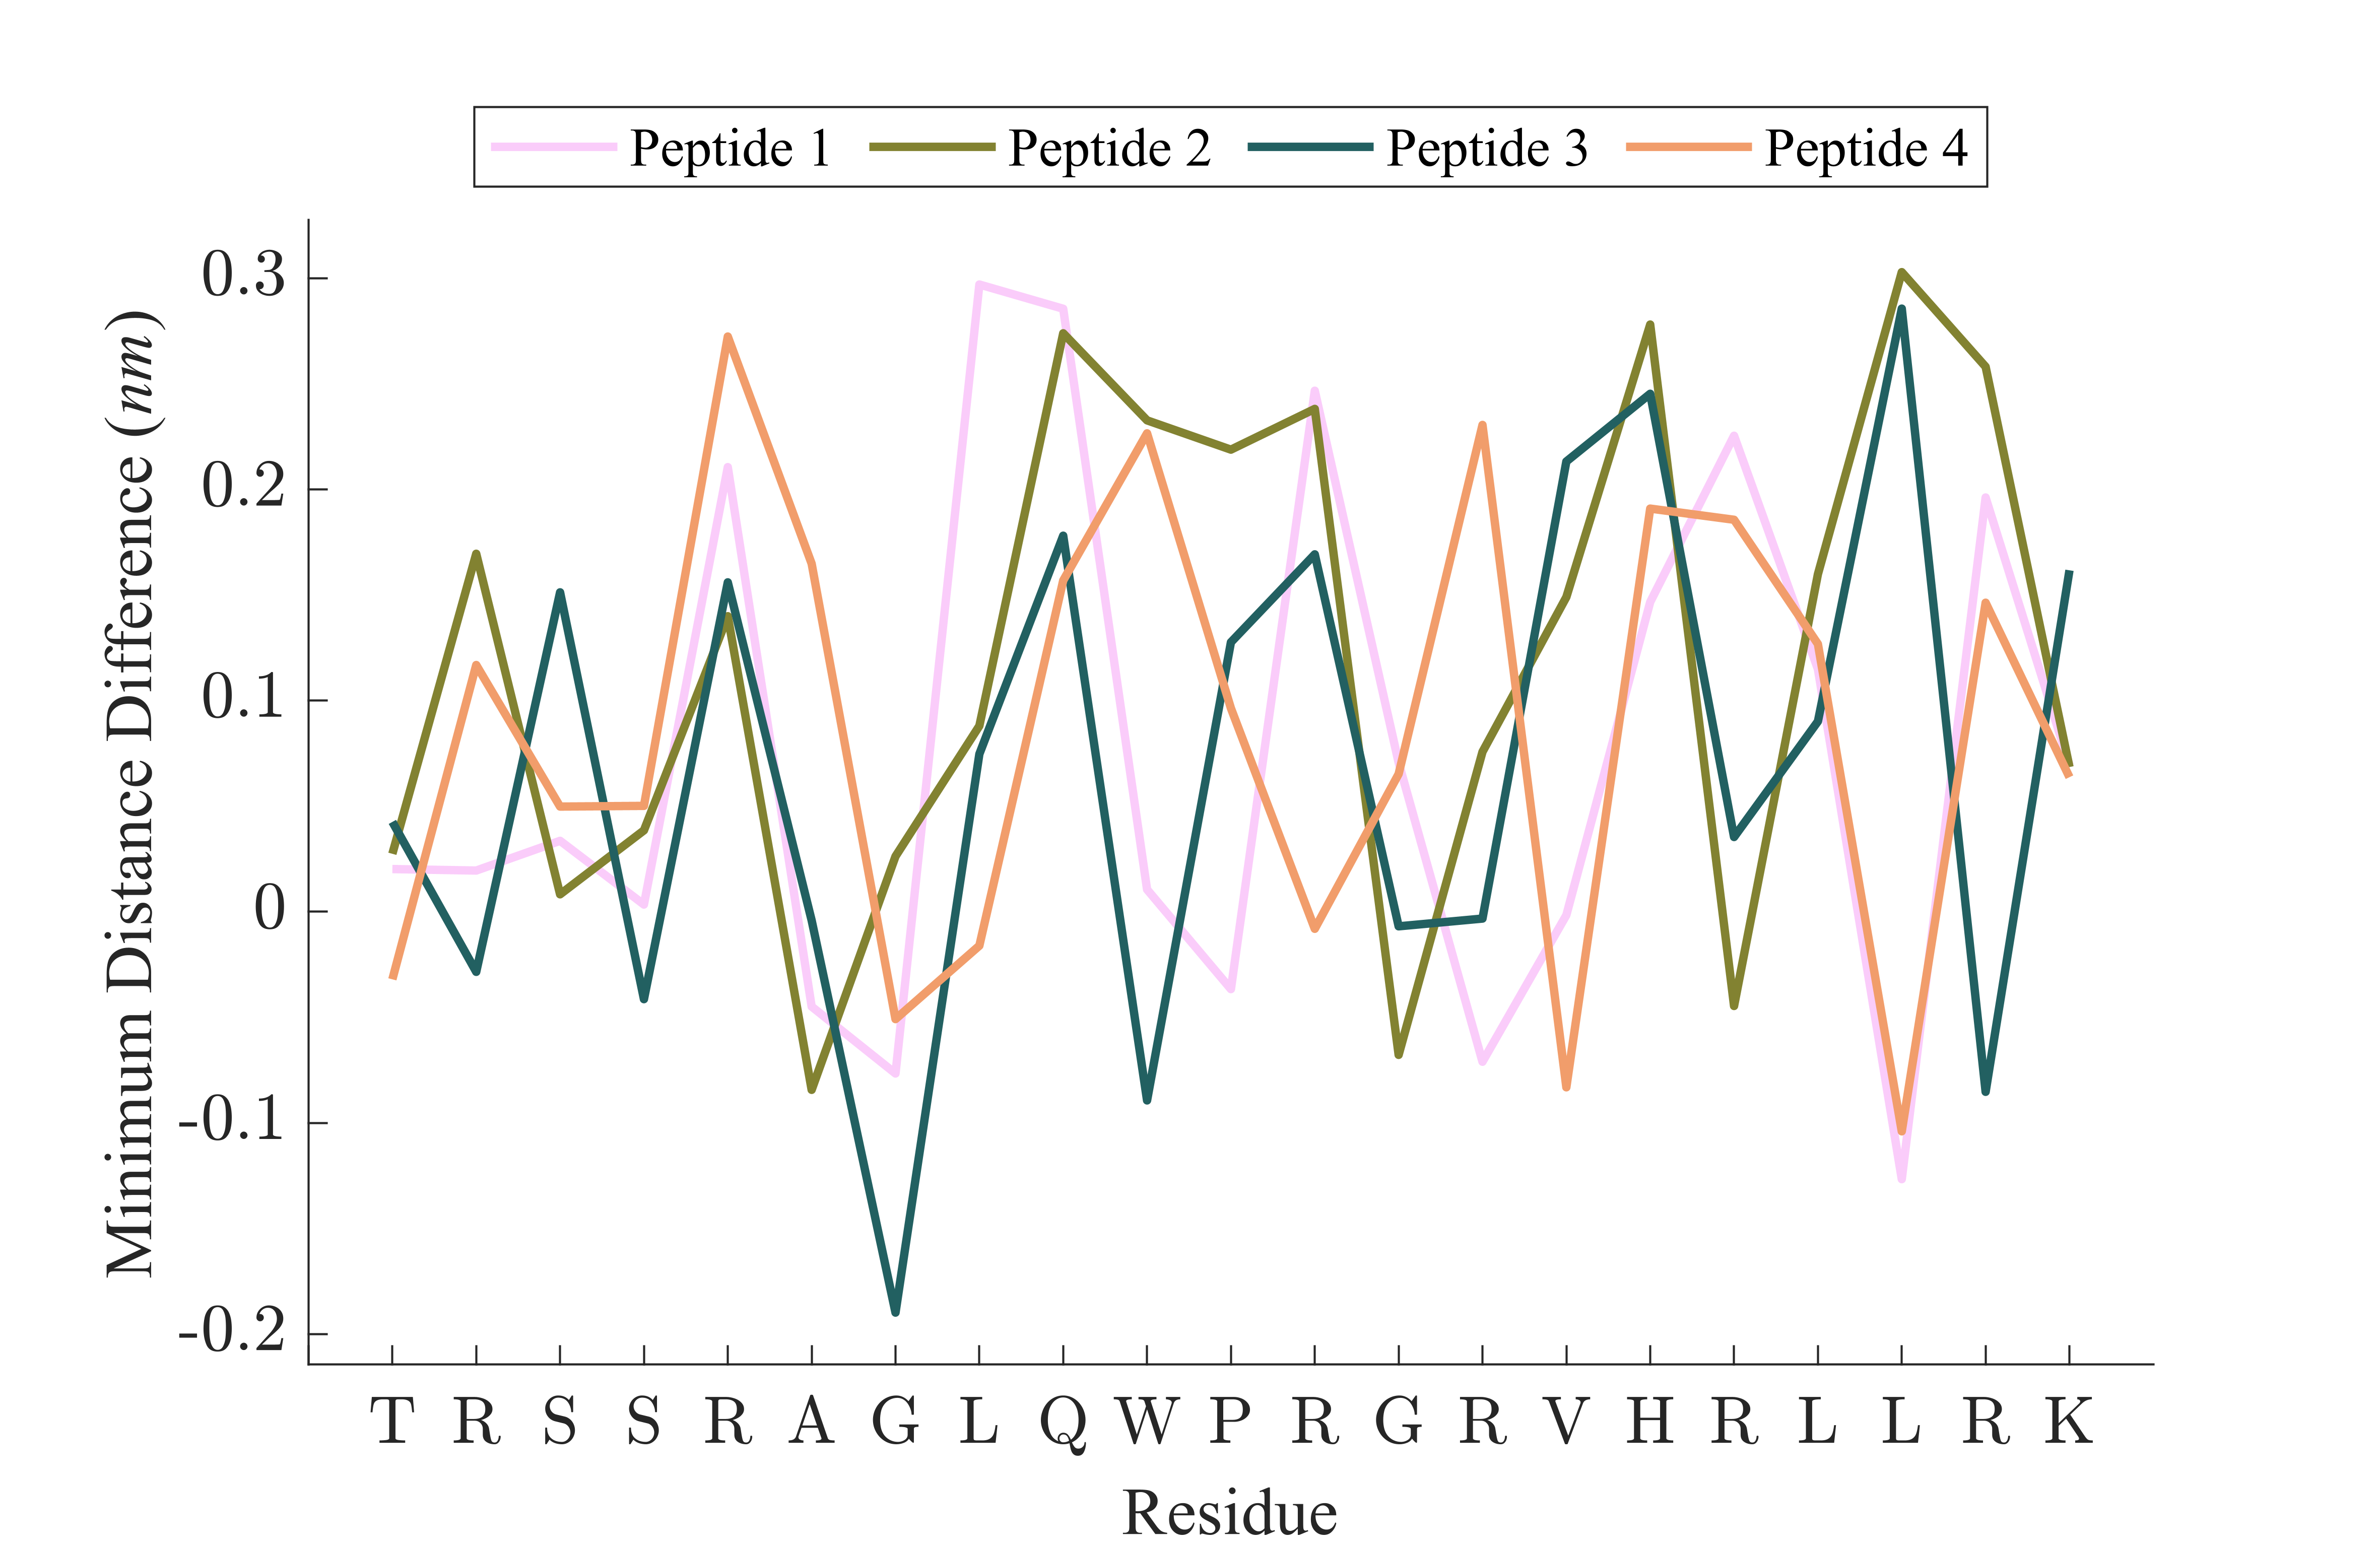 Peptide 1 Peptide 2 Peptide 3 Peptide 4
Minimum Distance Difference (nm)
0.3
0.2
0.1
0
-0.1
-0.2
T R S S R A G L Q W P R G R V H R L L R K
Residue